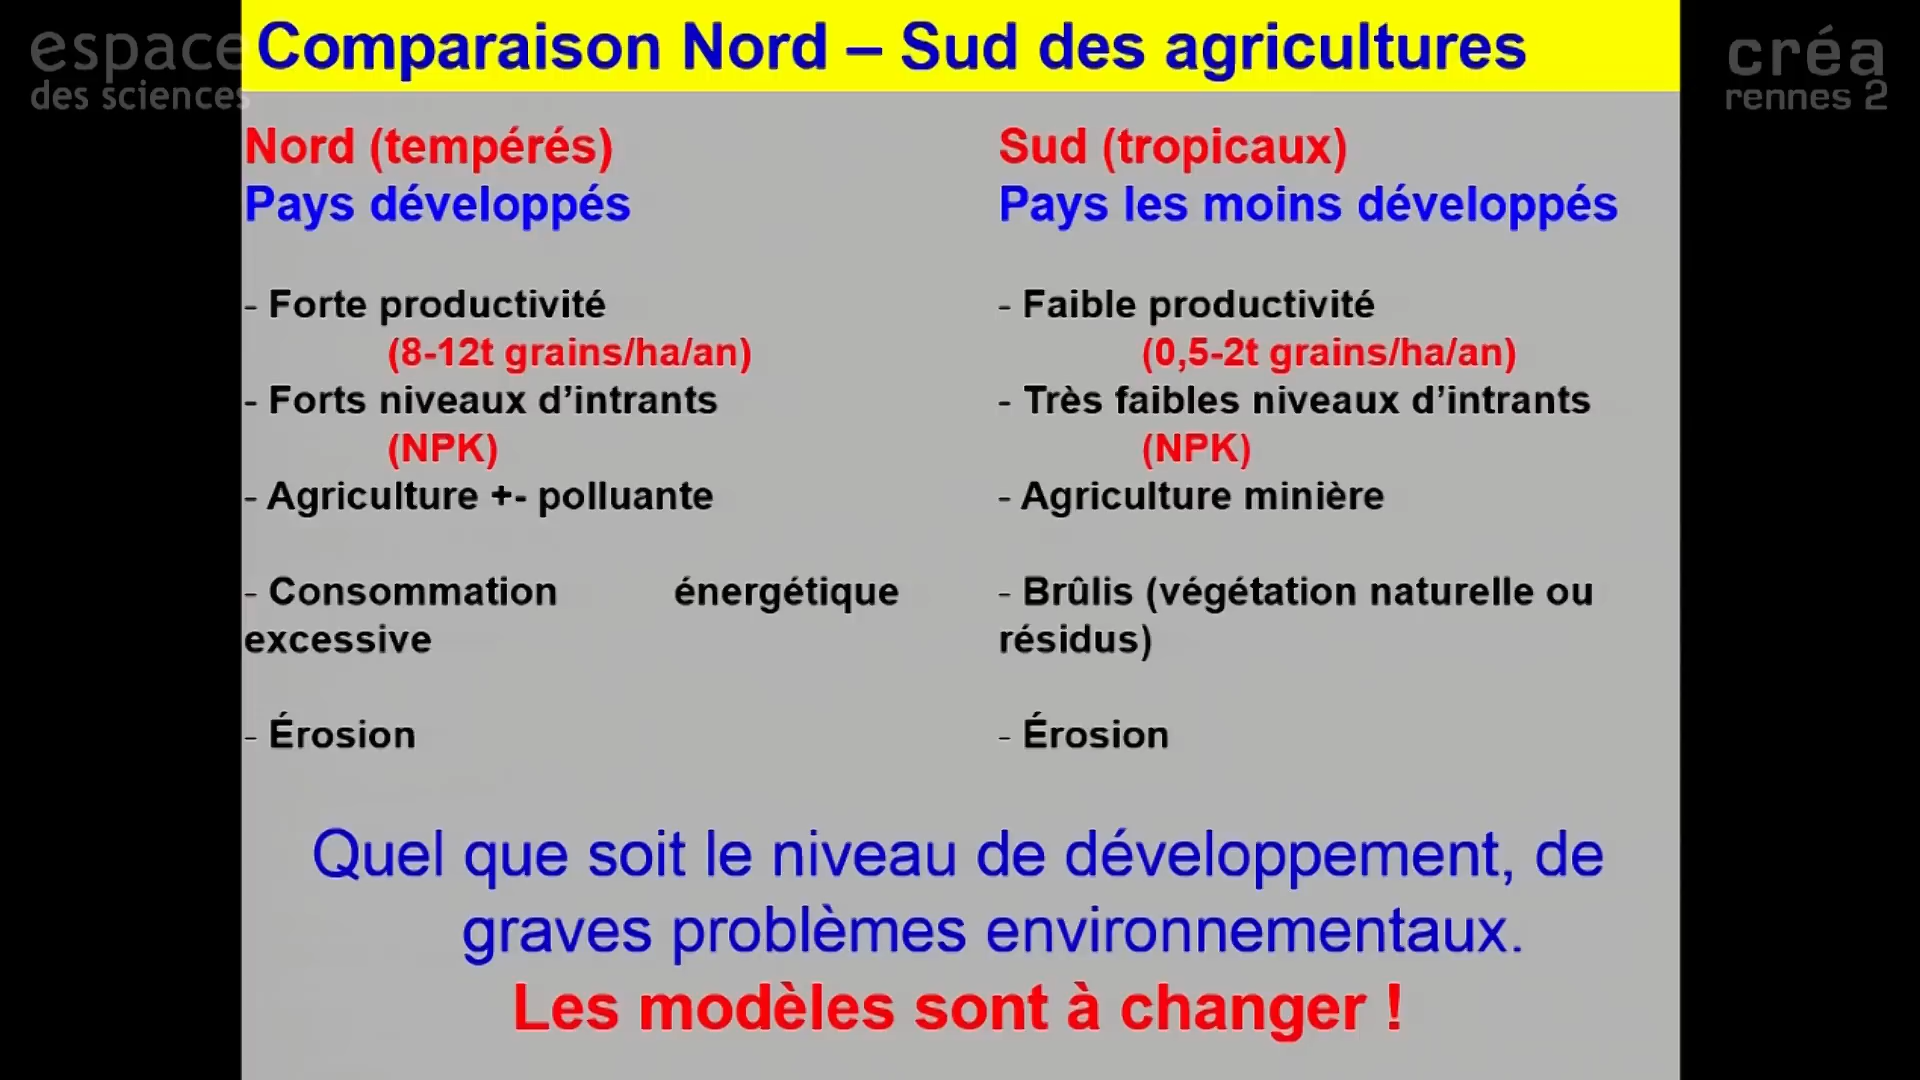 espace
des sciences
Comparaison Nord – Sud des agricultures
créa
rennes 2
Nord (tempérés)
Pays développés
- Forte productivité
(8-12t grains/ha/an)
- Forts niveaux d’intrants
(NPK)
- Agriculture +- polluante
- Consommation énergétique
excessive
- Érosion
Sud (tropicaux)
Pays les moins développés
- Faible productivité
(0,5-2t grains/ha/an)
- Très faibles niveaux d’intrants
(NPK)
- Agriculture minière
- Brûlis (végétation naturelle ou
résidus)
- Érosion
Quel que soit le niveau de développement, de
graves problèmes environnementaux.
Les modèles sont à changer !